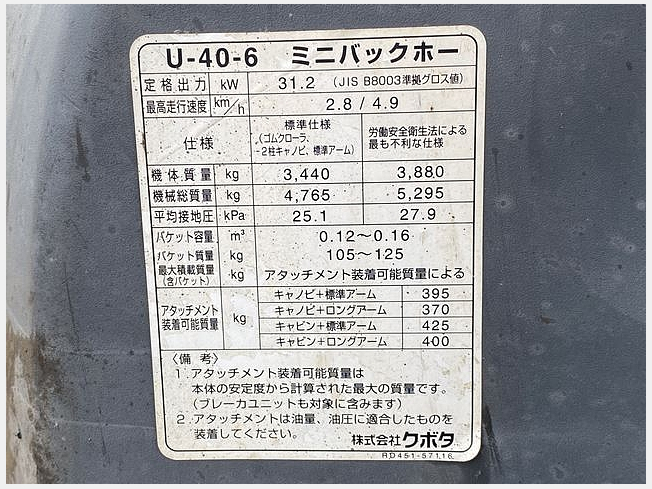 U-40-6 ミニバックホー
定格出力 kW 31.2 (JIS B8003準拠グロス値)
最高走行速度 km/h 2.8 / 4.9
仕様 標準仕様 (ゴムクローラ、 -2柱キャノピ、標準アーム) 労働安全衛生法による 最も不利な仕様
機体質量 kg 3,440 3,880
機械総質量 kg 4,765 5,295
平均接地圧 kPa 25.1 27.9
バケット容量 m³ 0.12～0.16
バケット質量 kg 105～125
最大積載質量 (含バケット) kg アタッチメント装着可能質量による
アタッチメント 装着可能質量 kg
キャノピ+標準アーム 395
キャノピ+ロングアーム 370
キャビン+標準アーム 425
キャビン+ロングアーム 400
〈備考〉
1.アタッチメント装着可能質量は
本体の安定度から計算された最大の質量です。
(ブレーカユニットも対象に含みます)
2.アタッチメントは油量、油圧に適合したものを
装着してください。
株式会社クボタ
RD451-57116